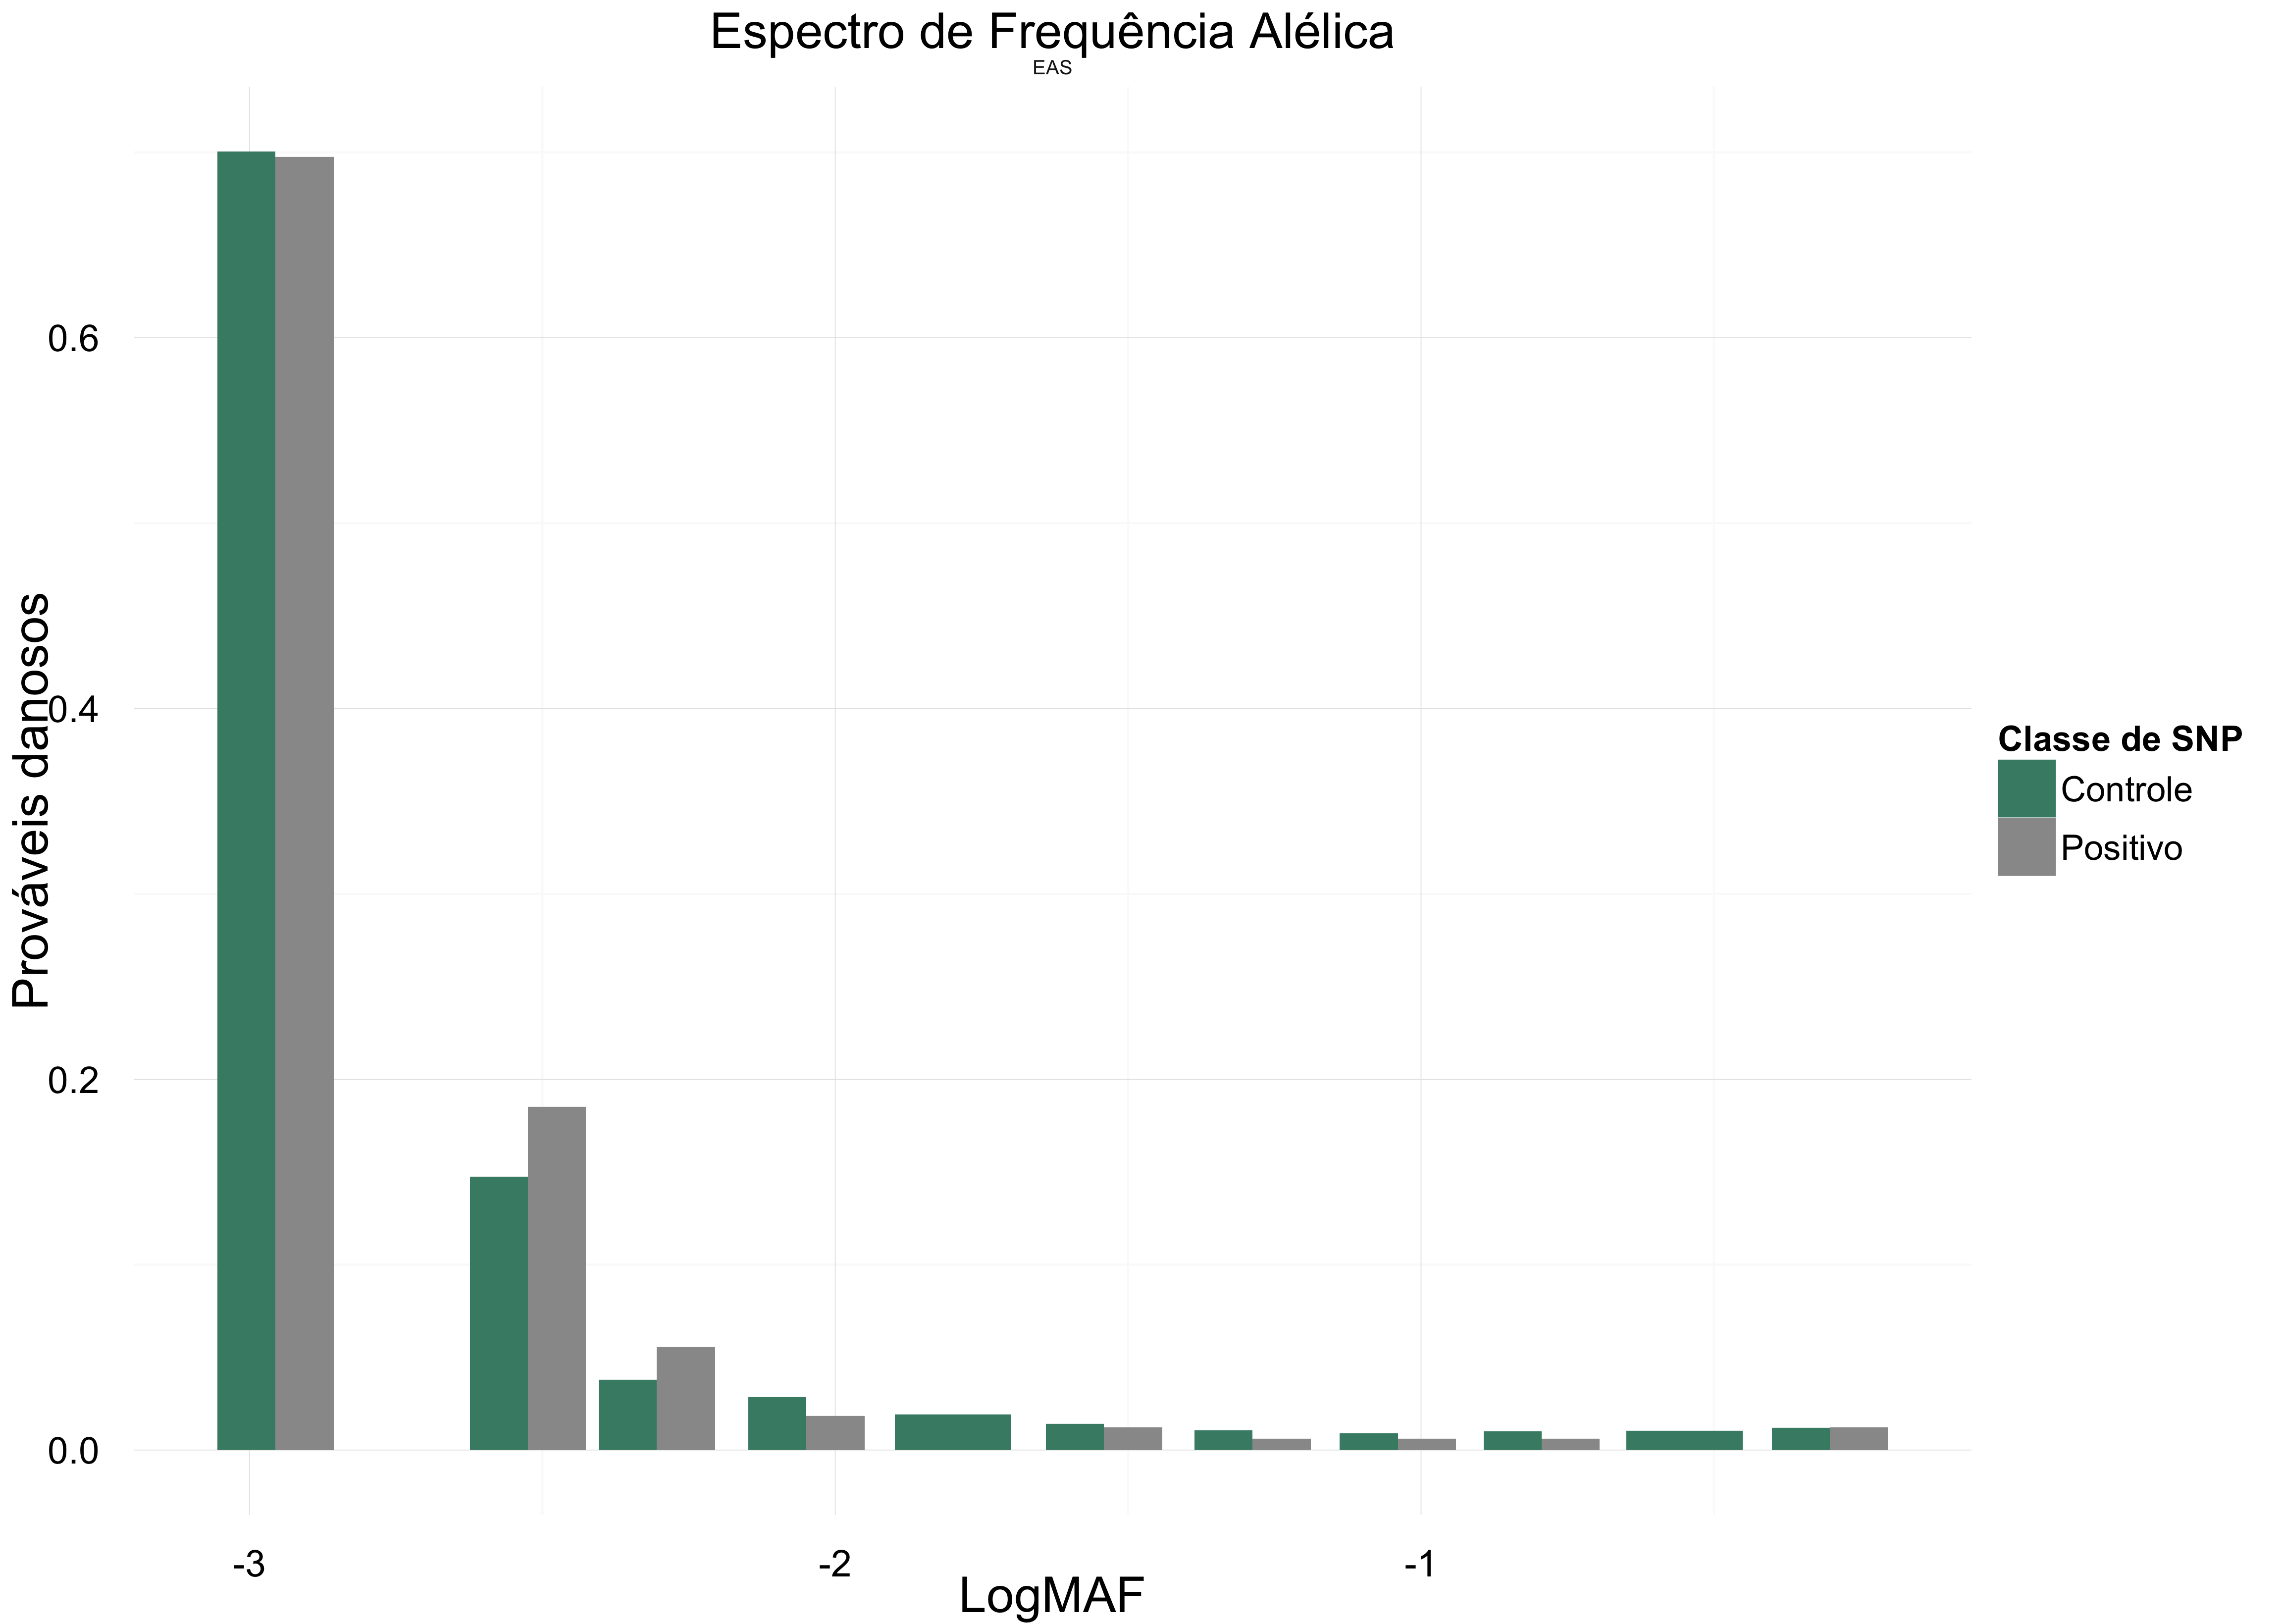 Espectro de Frequência Alélica
EAS
Prováveis danosos
0.6
0.4
0.2
0.0
-3
-2
-1
LogMAF
Classe de SNP
Controle
Positivo